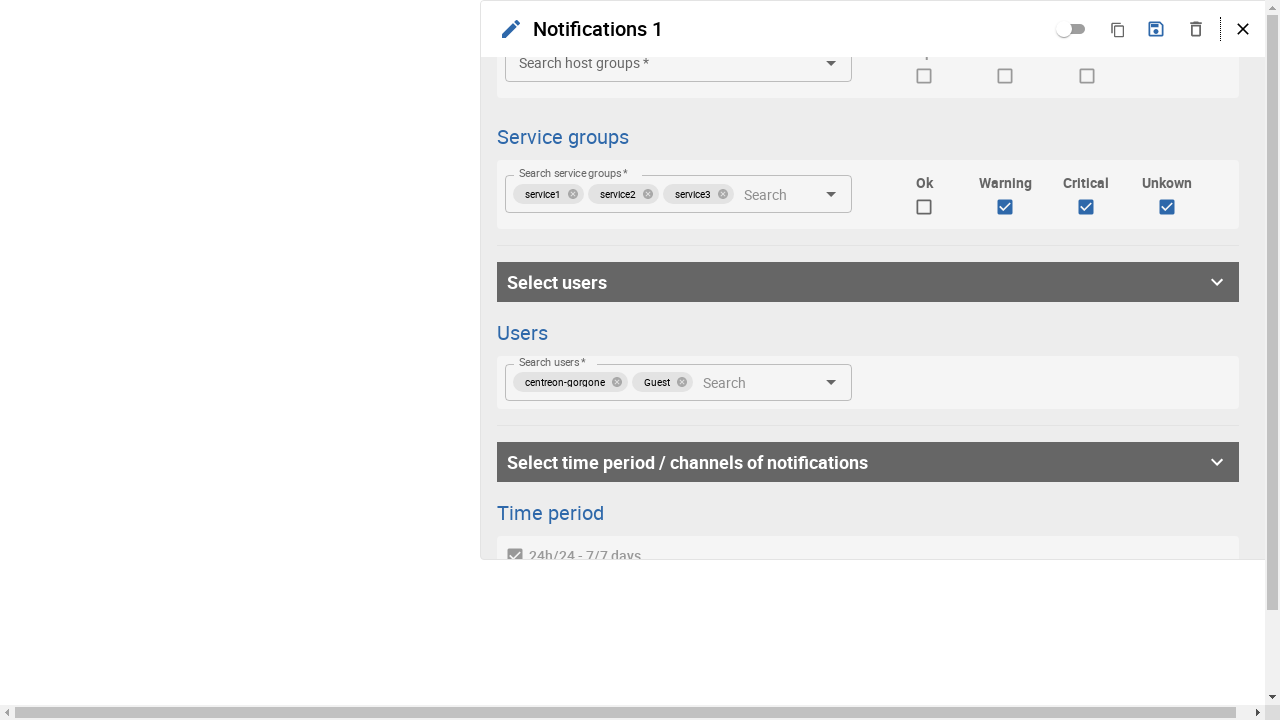 Notifications 1
Search host groups *
Service groups
Search service groups *
service1 service2 service3 Search
Ok Warning Critical Unkown
Select users
Users
Search users *
centreon-gorgone Guest Search
Select time period / channels of notifications
Time period
24h/24 - 7/7 days